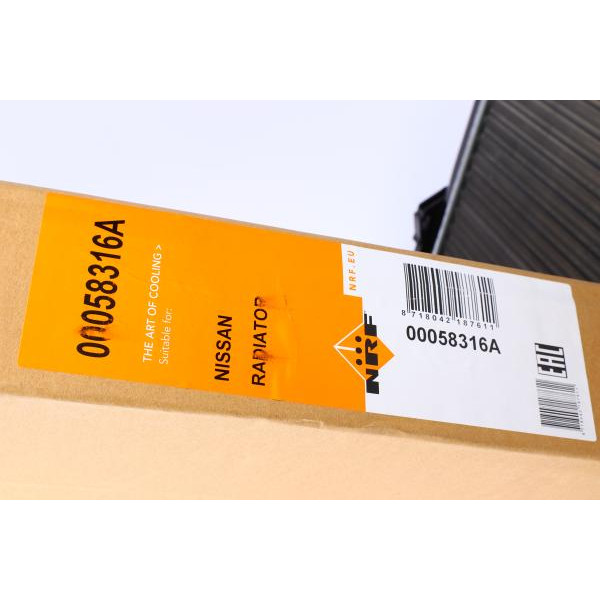 00058316A
THE ART OF COOLING >
Suitable for:
NISSAN
RADIATOR
NRF.EU
NRF
8 718042 187611
00058316A
EAC